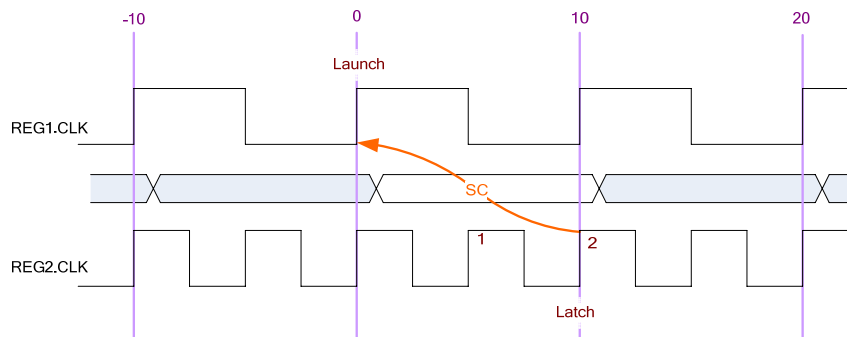 -10 0 10 20
Launch
REG1.CLK
SC
1 2
REG2.CLK
Latch